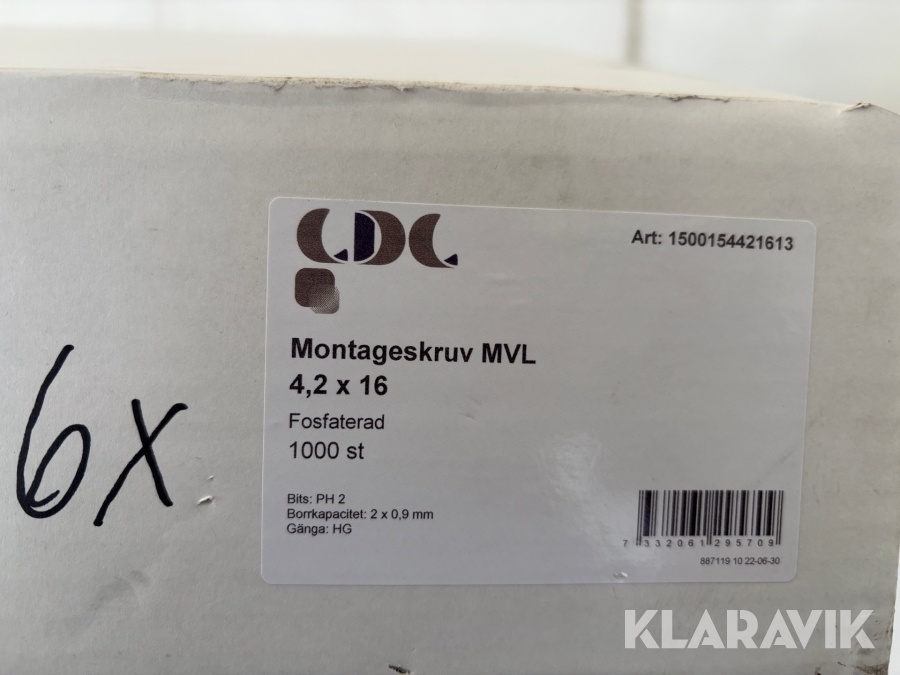 CDC
Art: 1500154421613
Montageskruv MVL
4,2 x 16
Fosfaterad
1000 st
6x
Bits: PH 2
Borrkapacitet: 2 x 0,9 mm
Gänga: HG
7 332061 295709
887119 10 22-06-30
KLARAVIK